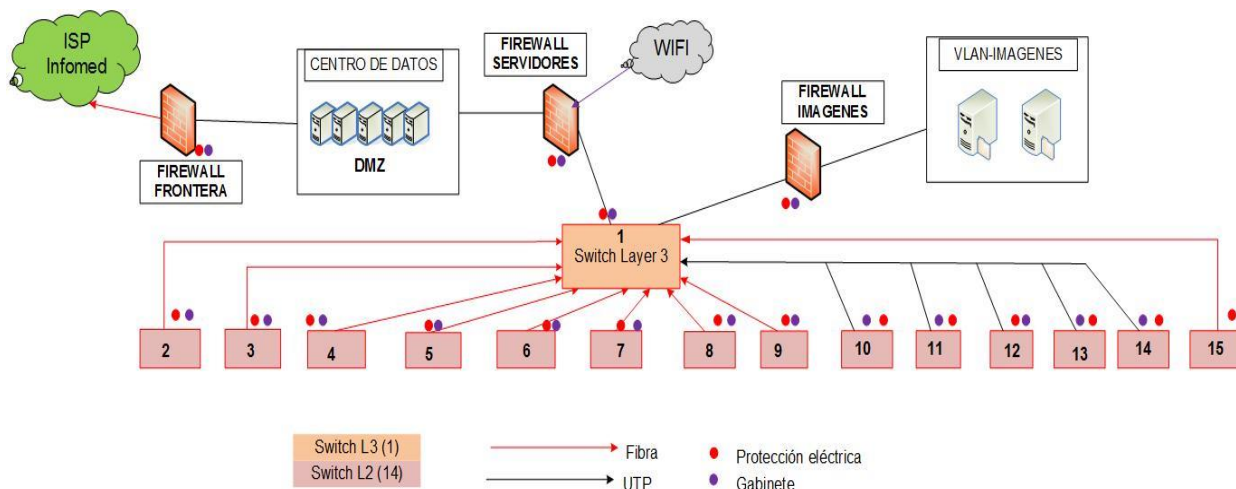 ISP
Infomed
FIREWALL
FRONTERA
CENTRO DE DATOS
DMZ
FIREWALL
SERVIDORES
WIFI
FIREWALL
IMAGENES
VLAN-IMAGENES
1
Switch Layer 3
2
3
4
5
6
7
8
9
10
11
12
13
14
15
Switch L3 (1)
Switch L2 (14)
Fibra
UTP
Protección eléctrica
Gabinete